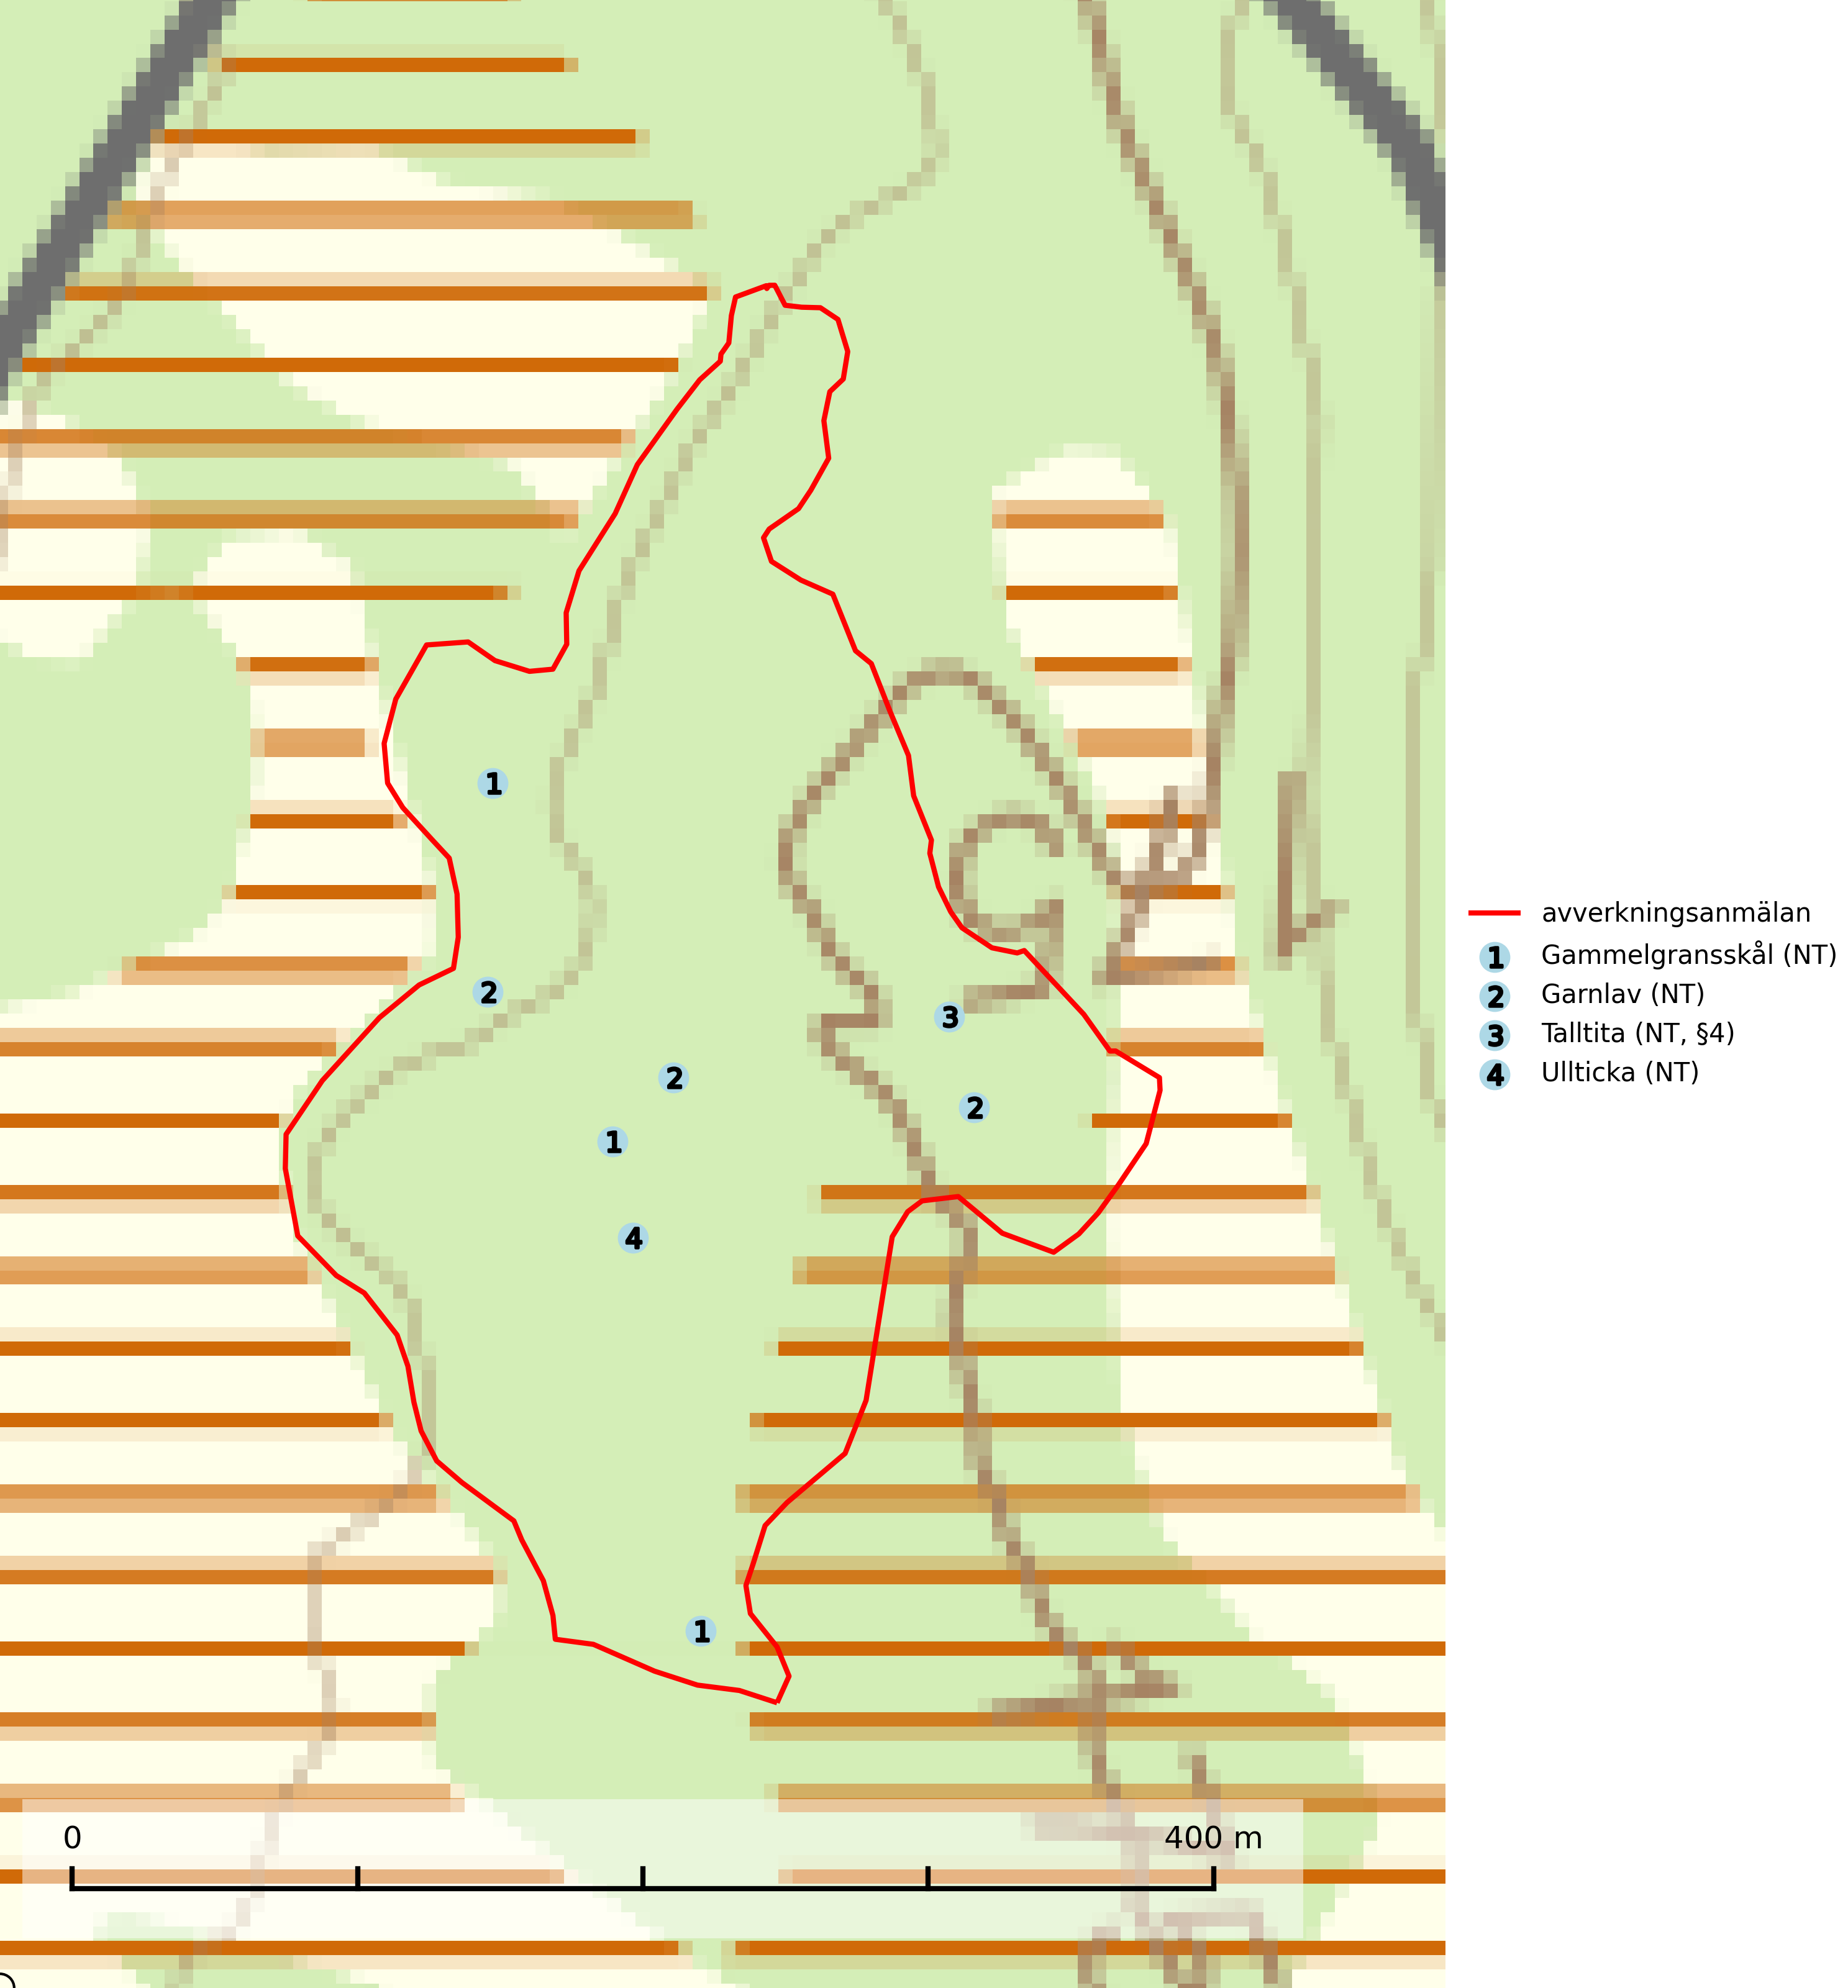 1
2
3
2
2
1
4
1
avverkningsanmälan
1 Gammelgransskål (NT)
2 Garnlav (NT)
3 Talltita (NT, §4)
4 Ullticka (NT)
0 400 m